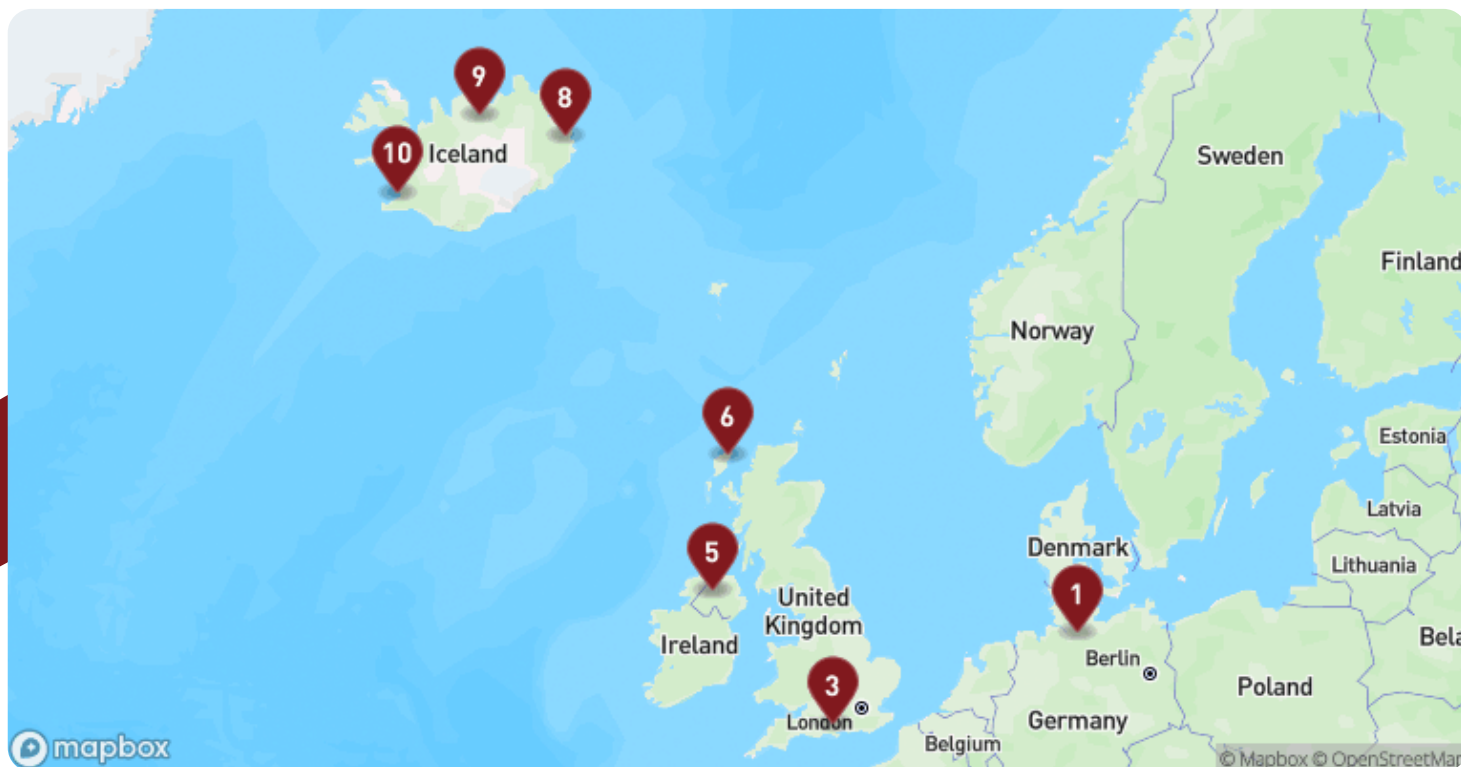 9
8
10
Iceland
Sweden
Finland
Norway
6
Estonia
Latvia
5
Denmark
Lithuania
1
United
Kingdom
Ireland
Bela
Berlin
3
Poland
London
Germany
Belgium
mapbox
© Mapbox © OpenStreetMap